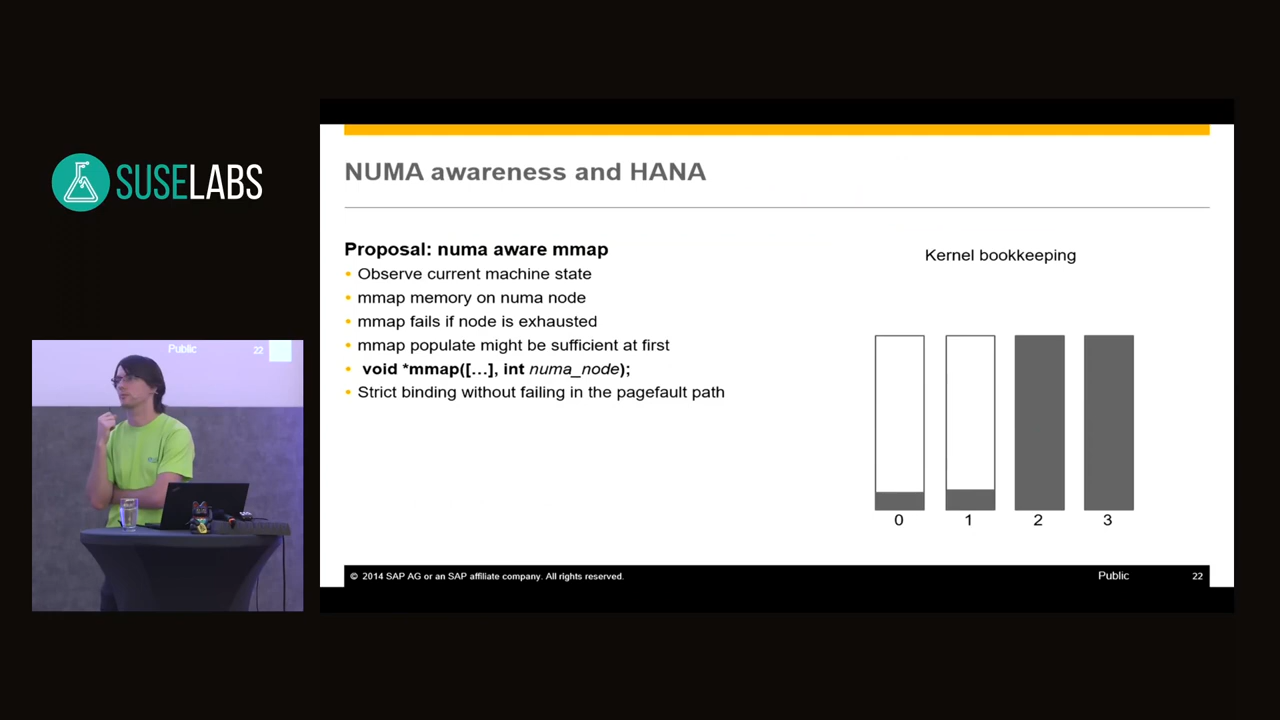 SUSELABS
NUMA awareness and HANA
Proposal: numa aware mmap
• Observe current machine state
• mmap memory on numa node
• mmap fails if node is exhausted
• mmap populate might be sufficient at first
• void *mmap([...], int numa_node);
• Strict binding without failing in the pagefault path
Kernel bookkeeping
0 1 2 3
© 2014 SAP AG or an SAP affiliate company. All rights reserved.
Public
22
Public
22